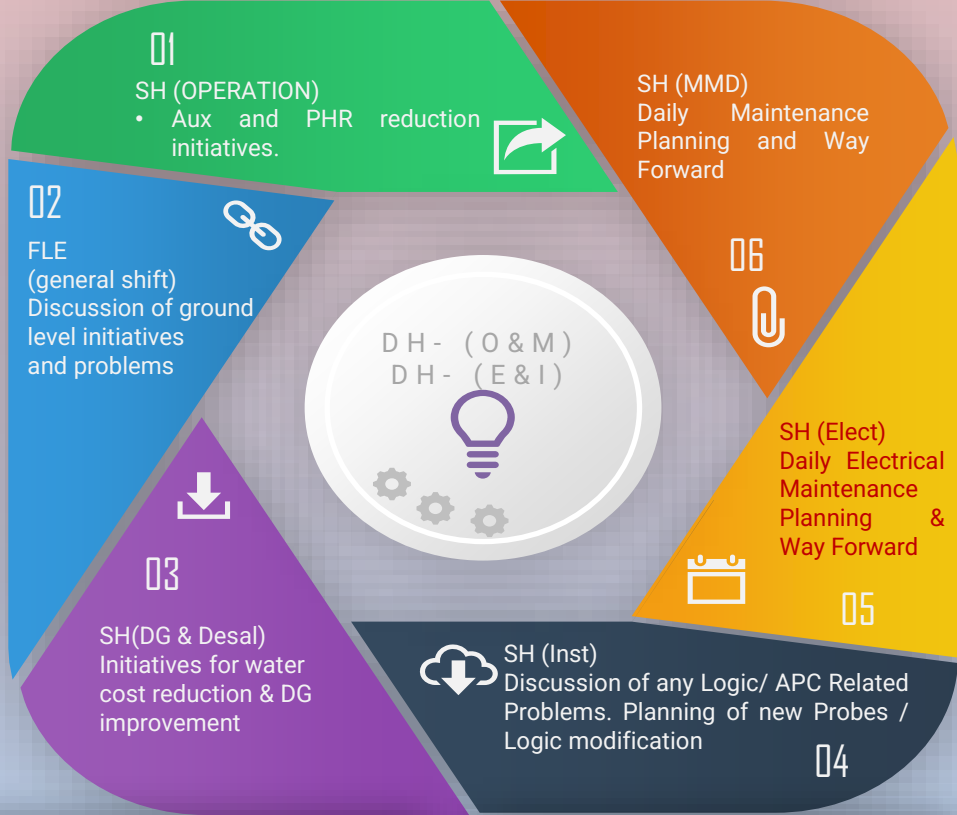 01
SH (OPERATION)
• Aux and PHR reduction
initiatives.
02
FLE
(general shift)
Discussion of ground
level initiatives
and problems
03
SH(DG & Desal)
Initiatives for water
cost reduction & DG
improvement
SH (Inst)
Discussion of any Logic/ APC Related
Problems. Planning of new Probes /
Logic modification
04
SH (Elect)
Daily Electrical
Maintenance
Planning &
Way Forward
05
SH (MMD)
Daily Maintenance
Planning and Way
Forward
06
DH- (O&M)
DH- (E&I)